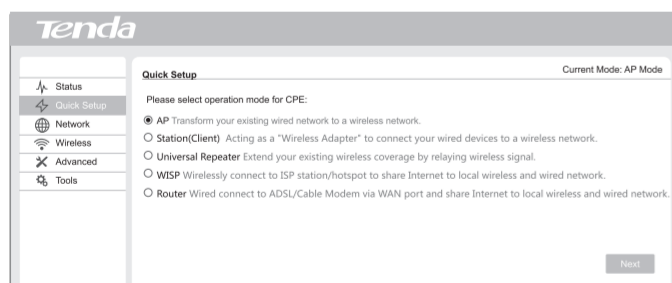 Tenda
Current Mode: AP Mode
Quick Setup
Status
Quick Setup
Network
Wireless
Advanced
Tools
Please select operation mode for CPE:
AP Transform your existing wired network to a wireless network.
Station(Client) Acting as a "Wireless Adapter" to connect your wired devices to a wireless network.
Universal Repeater Extend your existing wireless coverage by relaying wireless signal.
WISP Wirelessly connect to ISP station/hotspot to share Internet to local wireless and wired network.
Router Wired connect to ADSL/Cable Modem via WAN port and share Internet to local wireless and wired network.
Next